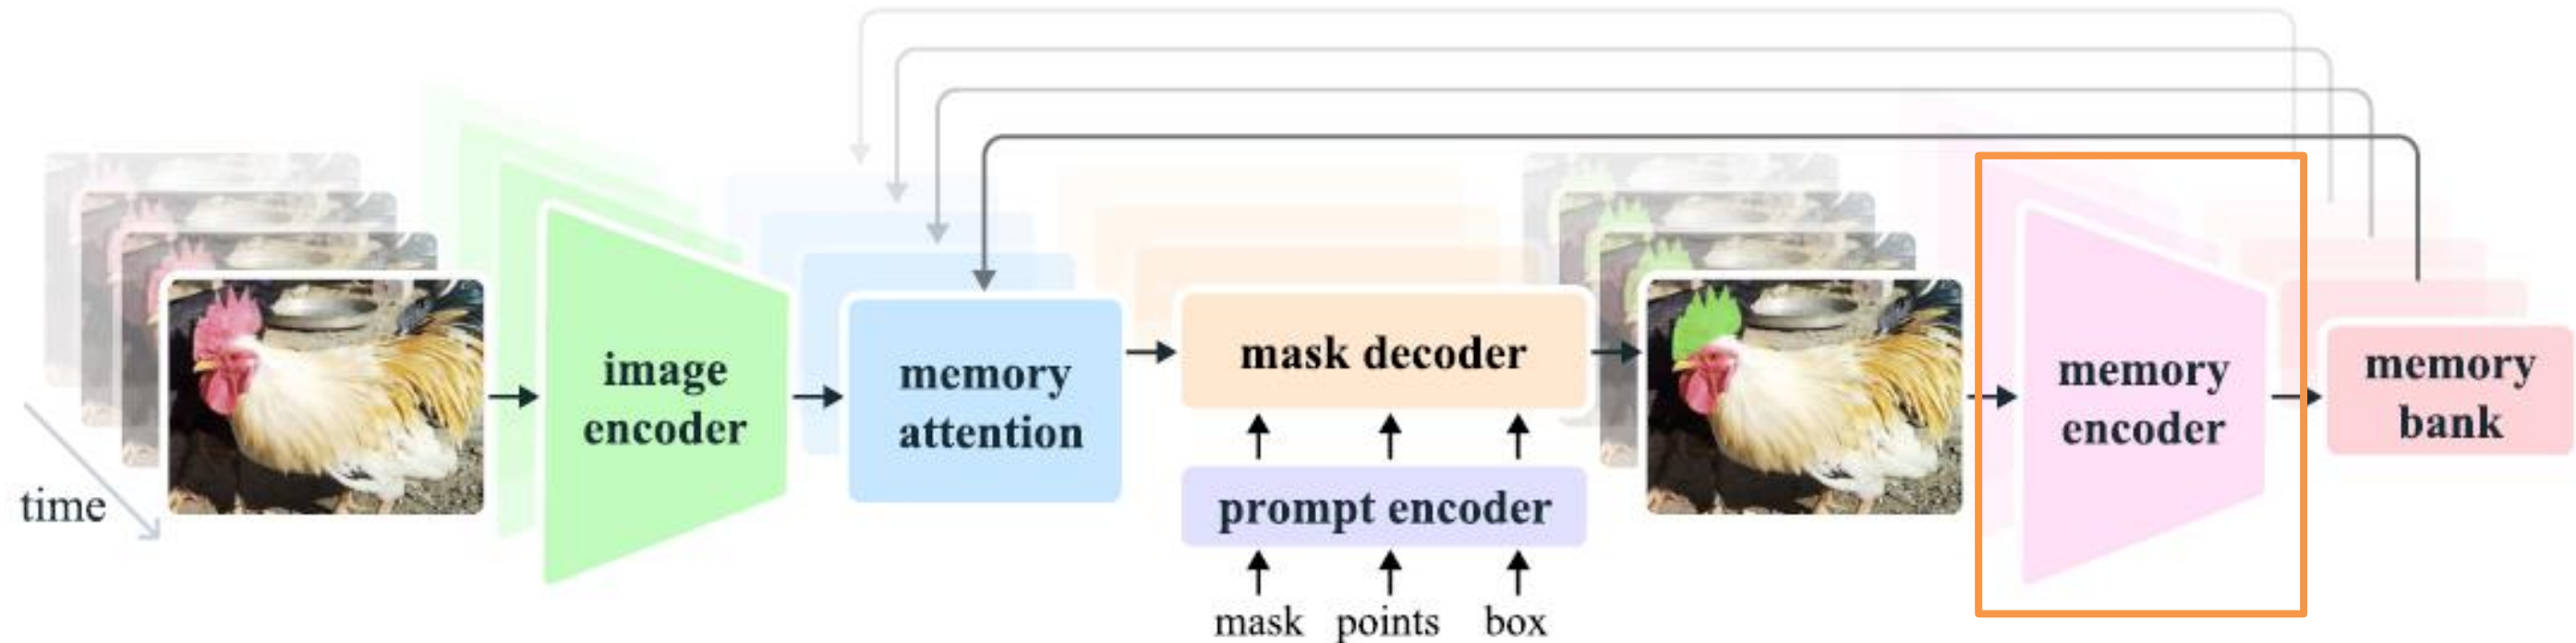 time
image
encoder
memory
attention
mask decoder
prompt encoder
mask points box
memory
encoder
memory
bank